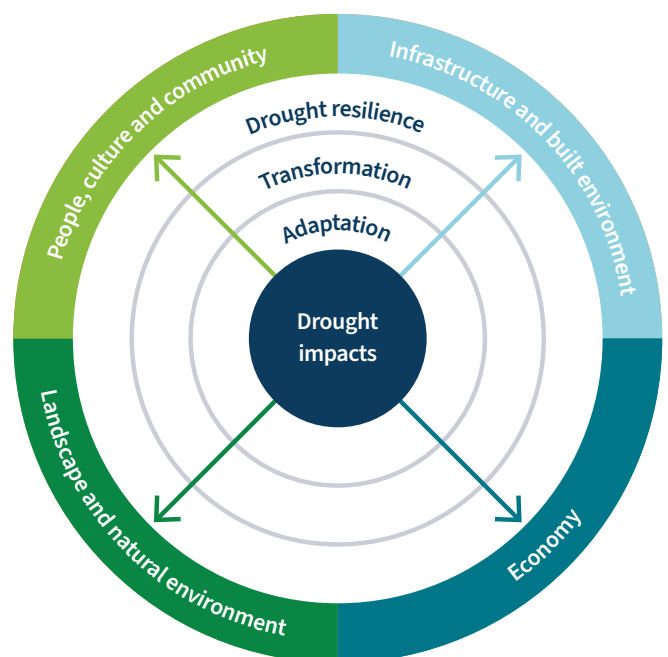 People, culture and community
Infrastructure and built environment
Drought resilience
Transformation
Adaptation
Drought
impacts
Landscape and natural environment
Economy